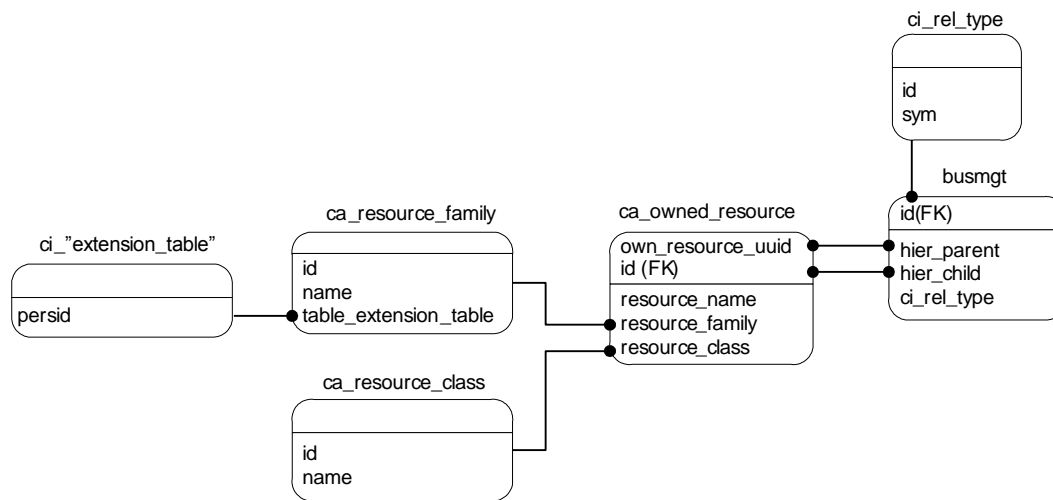 ci_rel_type
id
sym
busmgt
id(FK)
hier_parent
hier_child
ci_rel_type
ca_owned_resource
own_resource_uuid
id (FK)
resource_name
resource_family
resource_class
ca_resource_family
id
name
table_extension_table
ci_”extension_table”
persid
ca_resource_class
id
name